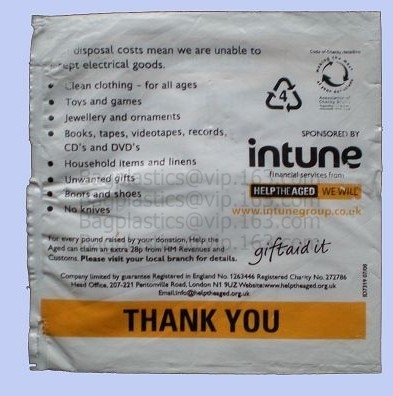 disposal costs mean we are unable to
electrical goods.
Clean clothing - for all ages
Toys and games
Jewellery and ornaments
Books, tapes, videotapes, records,
CD's and DVD's
Household items and linens
Unwanted gifts
Boots and shoes
No knives
For every pound raised by your donation, Help the
Aged can claim an extra 28p from HM Revenues and
Customs. Please visit your local branch for details.
4
SPONSORED BY
intune
financial services from
HELP THE AGED WE WILL
www.intunegroup.co.uk
giftaid it
Company limited by guarantee Registered in England No. 1263446 Registered Charity No. 272786
Head Office, 207-221 Pentonville Road, London N1 9UZ Website:www.helptheaged.org.uk
Email:info@helptheaged.org.uk
THANK YOU
Bagplastics@vip.163.com
Bagplastics@vip.163.com
Bagplastics@vip.163.com